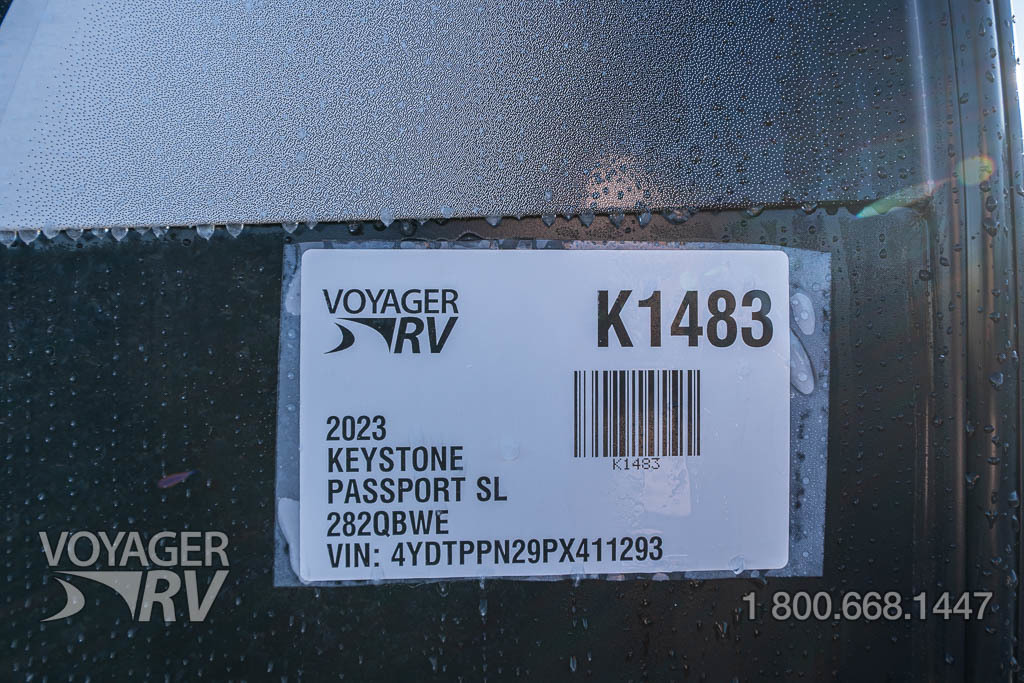 VOYAGER
RV
K1483
K1483
2023
KEYSTONE
PASSPORT SL
282QBWE
VIN: 4YDTPPN29PX411293
VOYAGER
RV
1 800.668.1447